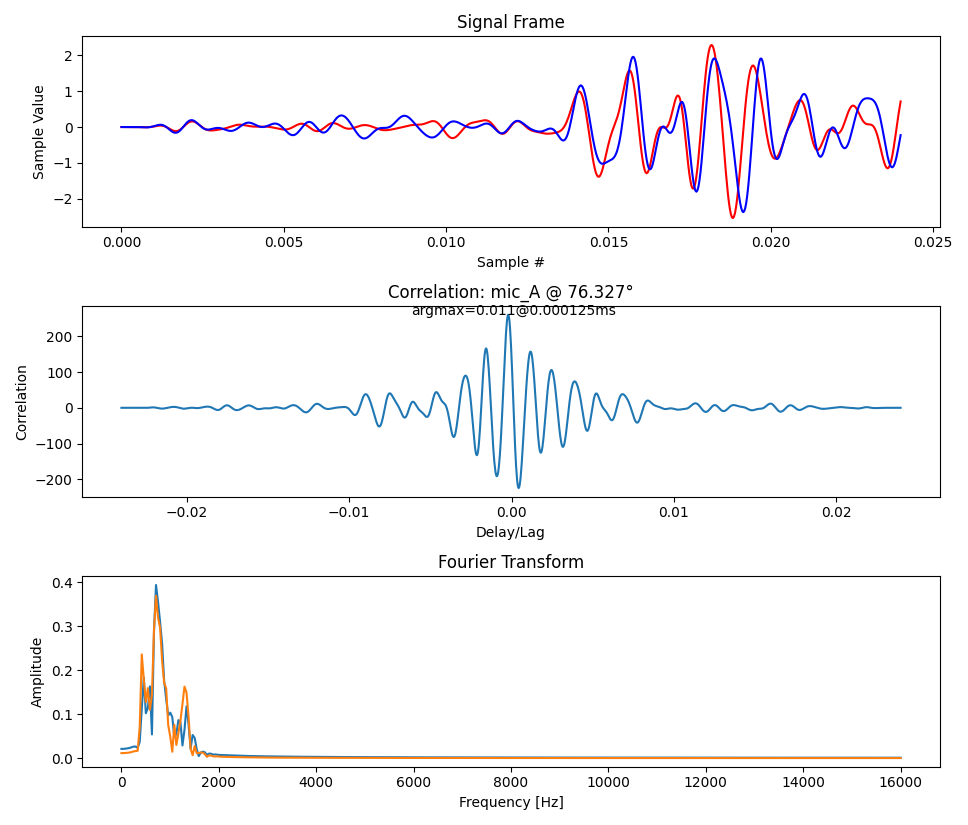 Signal Frame
Sample Value
2
1
0
−1
−2
0.000 0.005 0.010 0.015 0.020 0.025
Sample #
Correlation: mic_A @ 76.327°
argmax=0.011@0.000125ms
Correlation
200
100
0
−100
−200
−0.02 −0.01 0.00 0.01 0.02
Delay/Lag
Fourier Transform
Amplitude
0.4
0.3
0.2
0.1
0.0
0 2000 4000 6000 8000 10000 12000 14000 16000
Frequency [Hz]